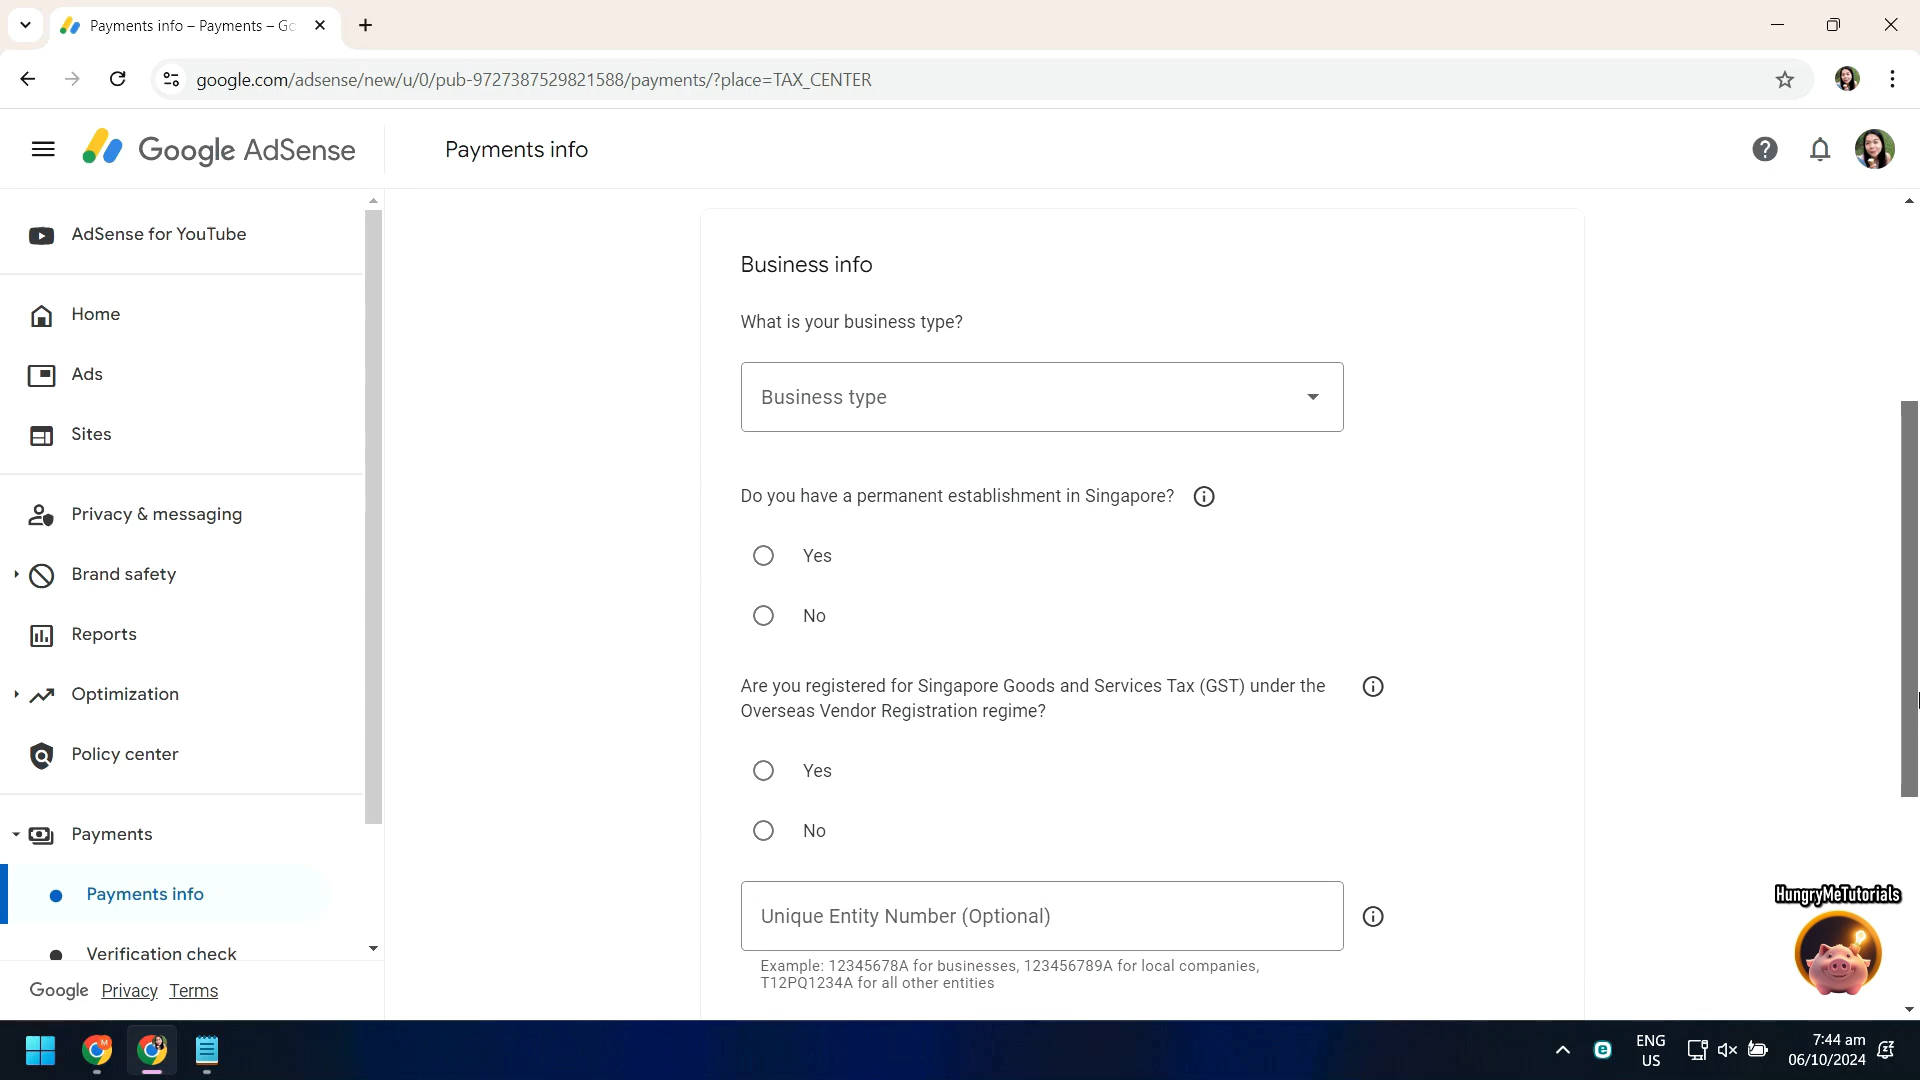 Payments info – Payments – Go
google.com/adsense/new/u/0/pub-9727387529821588/payments/?place=TAX_CENTER
Google AdSense
Payments info
AdSense for YouTube
Home
Ads
Sites
Privacy & messaging
Brand safety
Reports
Optimization
Policy center
Payments
Payments info
Verification check
Google Privacy Terms
Business info
What is your business type?
Business type
Do you have a permanent establishment in Singapore?
Yes
No
Are you registered for Singapore Goods and Services Tax (GST) under the
Overseas Vendor Registration regime?
Yes
No
Unique Entity Number (Optional)
Example: 12345678A for businesses, 123456789A for local companies,
T12PQ1234A for all other entities
HungryMeTutorials
ENG
US
7:44 am
06/10/2024